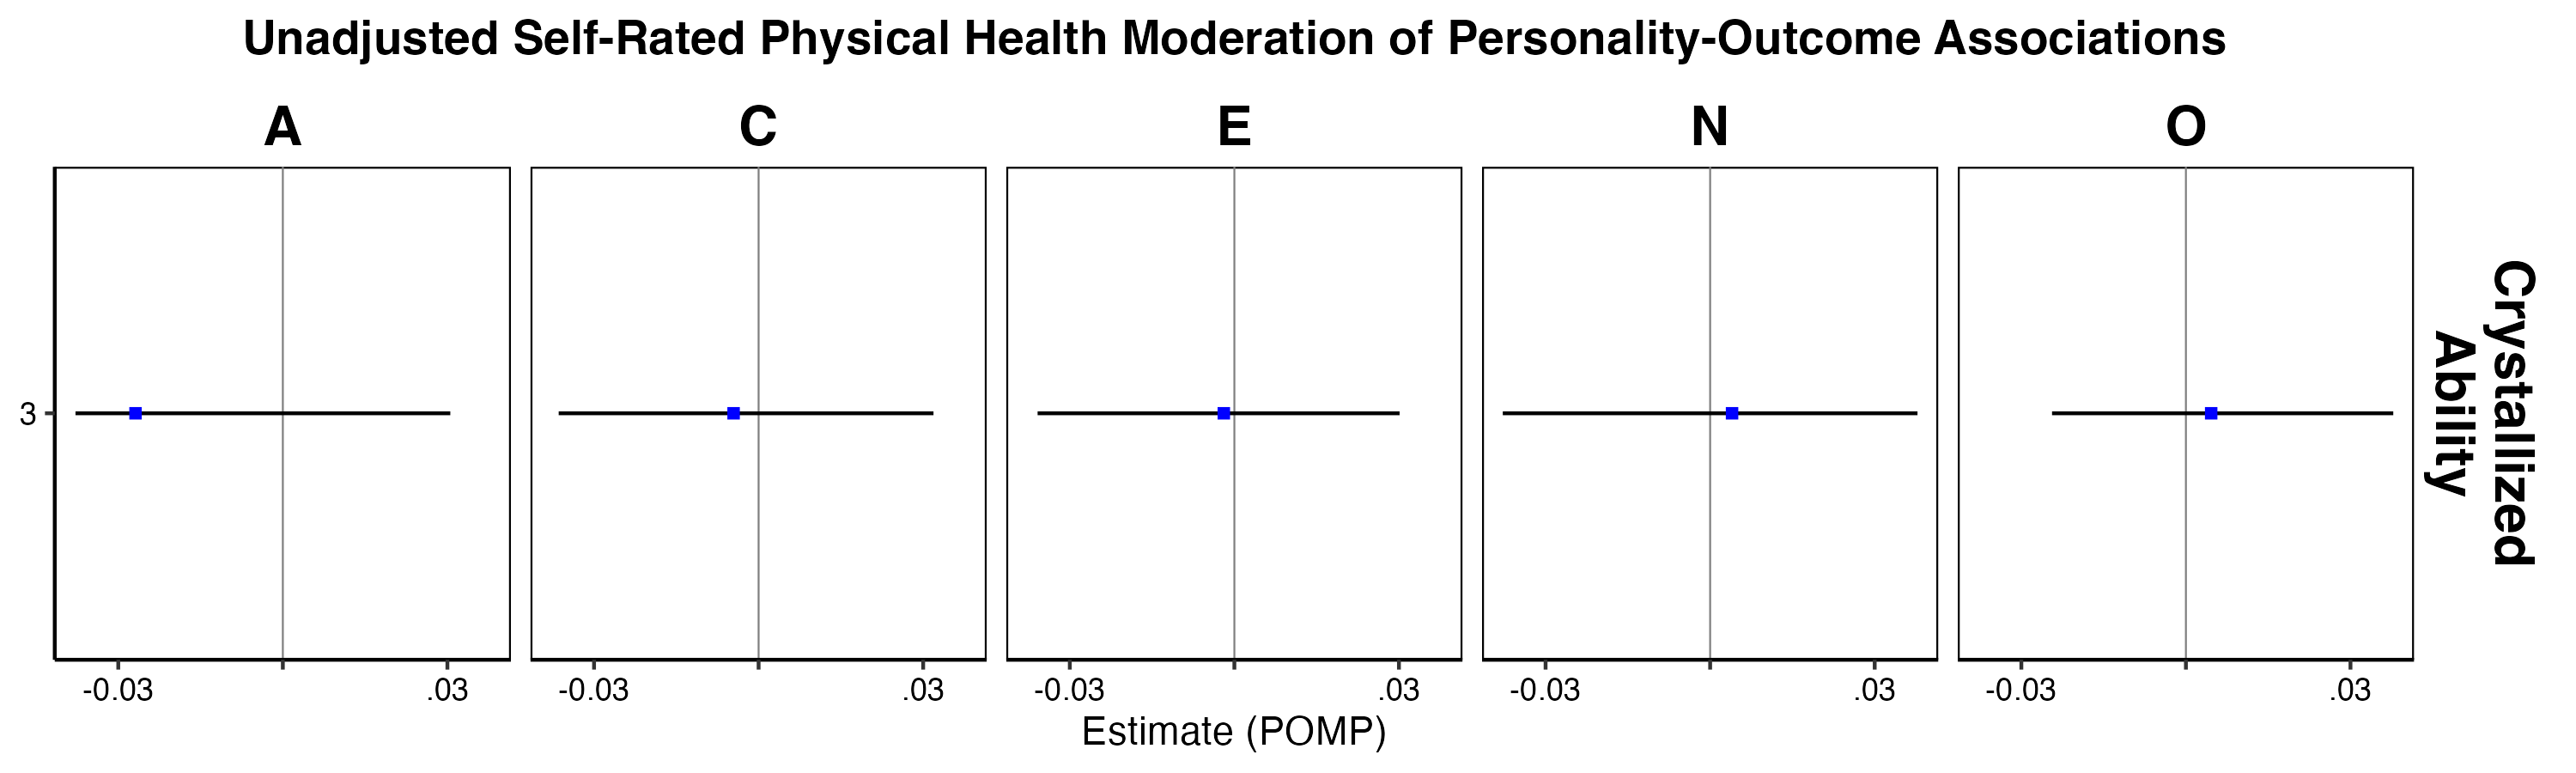 Unadjusted Self-Rated Physical Health Moderation of Personality-Outcome Associations
A C E N O
3
Crystallized
Ability
-0.03 .03 -0.03 .03 -0.03 .03 -0.03 .03 -0.03 .03
Estimate (POMP)